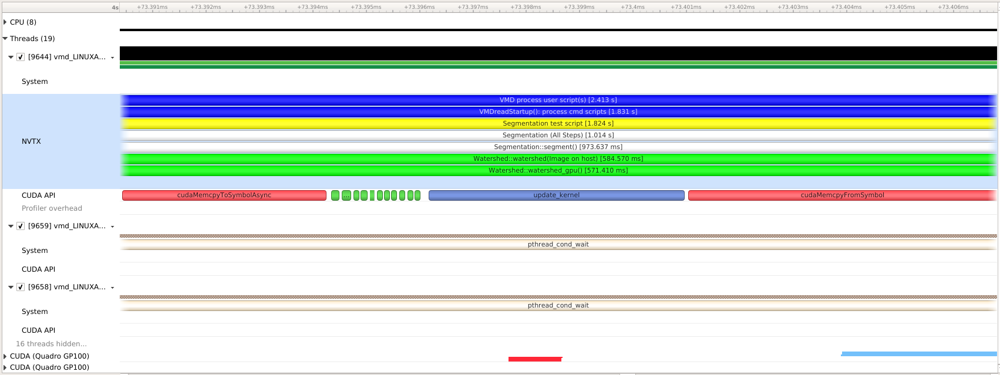 4s +73.391ms +73.392ms +73.393ms +73.394ms +73.395ms +73.396ms +73.397ms +73.398ms +73.399ms +73.4ms +73.401ms +73.402ms +73.403ms +73.404ms +73.405ms +73.406ms
CPU (8)
Threads (19)
[9644] vmd_LINUXA...
System
VMD process user script(s) [2.413 s]
VMDreadStartup(): process cmd scripts [1.831 s]
Segmentation test script [1.824 s]
Segmentation (All Steps) [1.014 s]
NVTX
Segmentation::segment() [973.637 ms]
Watershed::watershed(Image on host) [584.570 ms]
Watershed::watershed_gpu() [571.410 ms]
CUDA API cudaMemcpyToSymbolAsync ... update_kernel cudaMemcpyFromSymbol
Profiler overhead
[9659] vmd_LINUXA...
pthread_cond_wait
System
CUDA API
[9658] vmd_LINUXA...
pthread_cond_wait
System
CUDA API
16 threads hidden...
CUDA (Quadro GP100)
CUDA (Quadro GP100)